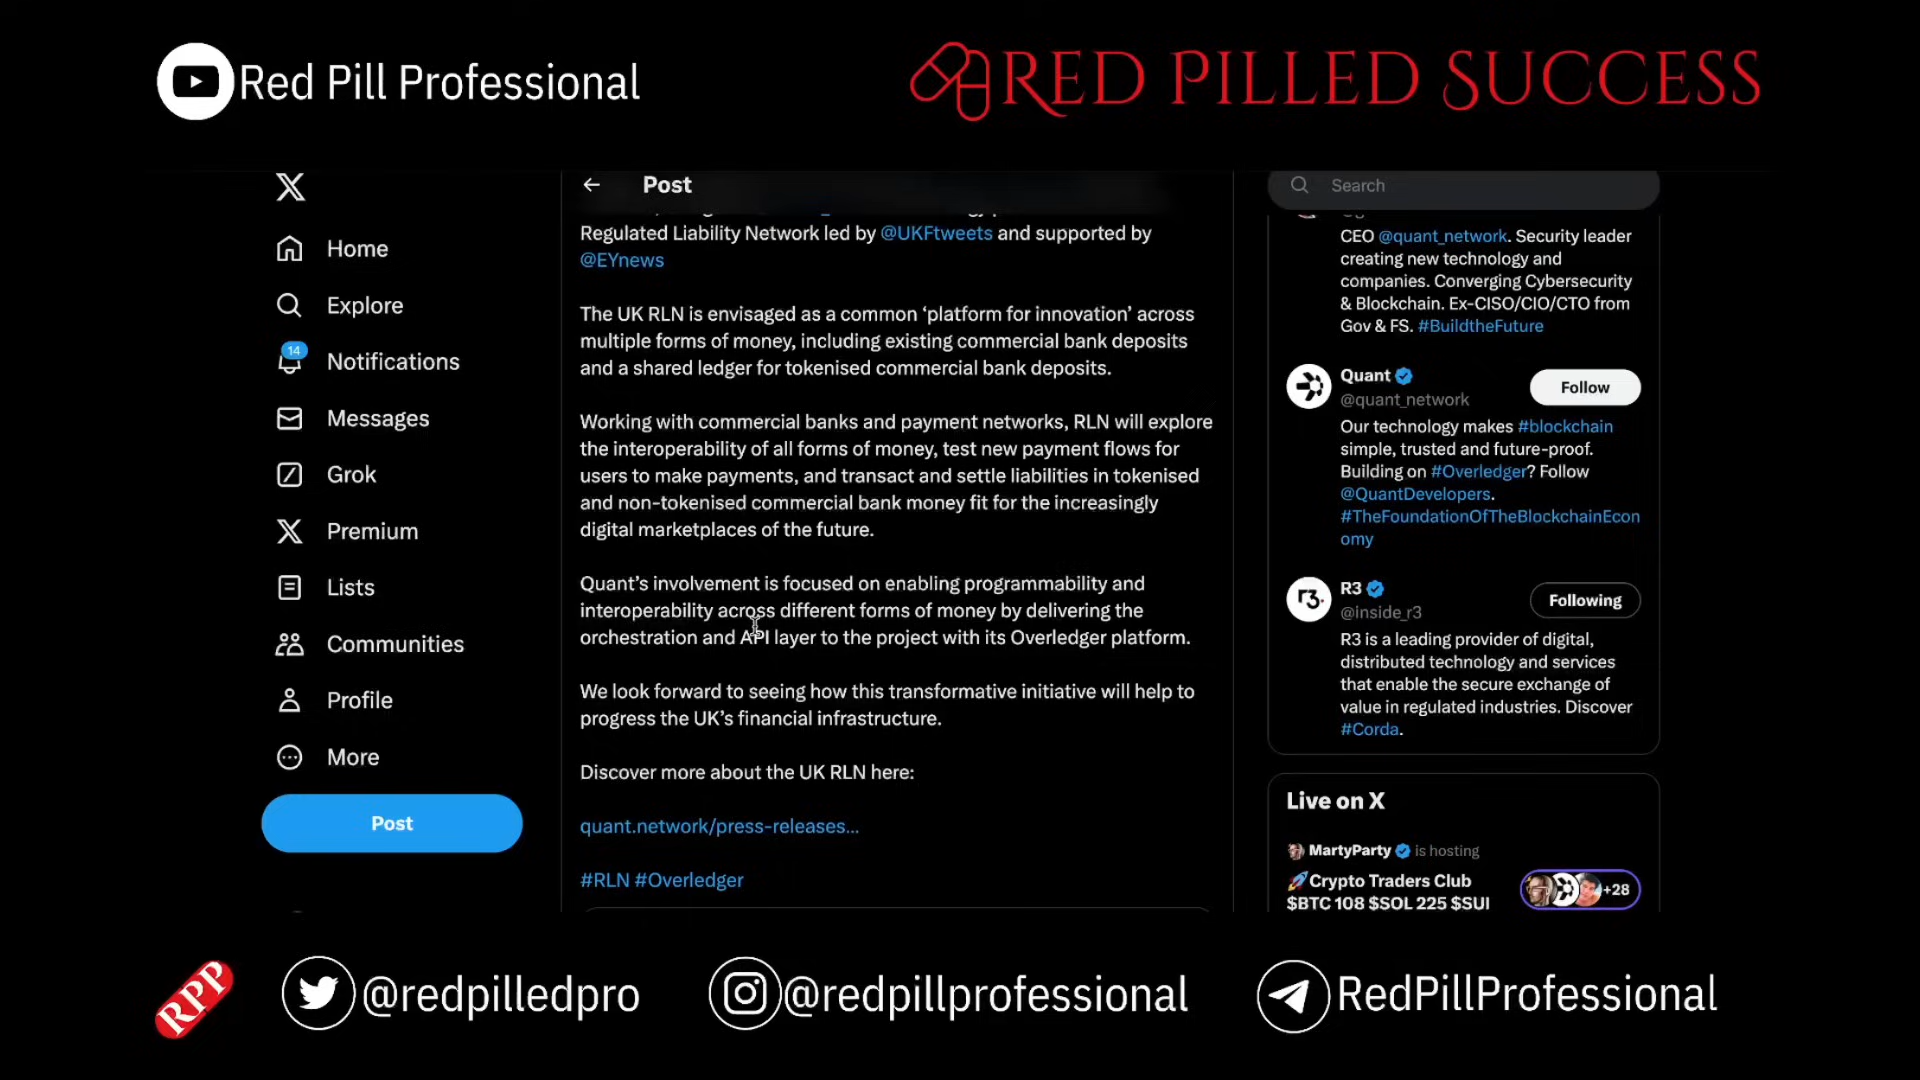 Red Pill Professional
RED PILLED SUCCESS
Post
Search
Home
Explore
14
Notifications
Messages
Grok
Premium
Lists
Communities
Profile
More
Post
Regulated Liability Network led by @UKFtweets and supported by
@EYnews
The UK RLN is envisaged as a common ‘platform for innovation’ across
multiple forms of money, including existing commercial bank deposits
and a shared ledger for tokenised commercial bank deposits.
Working with commercial banks and payment networks, RLN will explore
the interoperability of all forms of money, test new payment flows for
users to make payments, and transact and settle liabilities in tokenised
and non-tokenised commercial bank money fit for the increasingly
digital marketplaces of the future.
Quant’s involvement is focused on enabling programmability and
interoperability across different forms of money by delivering the
orchestration and API layer to the project with its Overledger platform.
We look forward to seeing how this transformative initiative will help to
progress the UK’s financial infrastructure.
Discover more about the UK RLN here:
quant.network/press-releases…
#RLN #Overledger
CEO @quant_network. Security leader
creating new technology and
companies. Converging Cybersecurity
& Blockchain. Ex-CISO/CIO/CTO from
Gov & FS. #BuildtheFuture
Quant
@quant_network
Follow
Our technology makes #blockchain
simple, trusted and future-proof.
Building on #Overledger? Follow
@QuantDevelopers.
#TheFoundationOfTheBlockchainEcon
omy
R3
@inside_r3
Following
R3 is a leading provider of digital,
distributed technology and services
that enable the secure exchange of
value in regulated industries. Discover
#Corda.
Live on X
MartyParty is hosting
🚀Crypto Traders Club
$BTC 108 $SOL 225 $SUI
+28
RPP
@redpilledpro
@redpillprofessional
RedPillProfessional